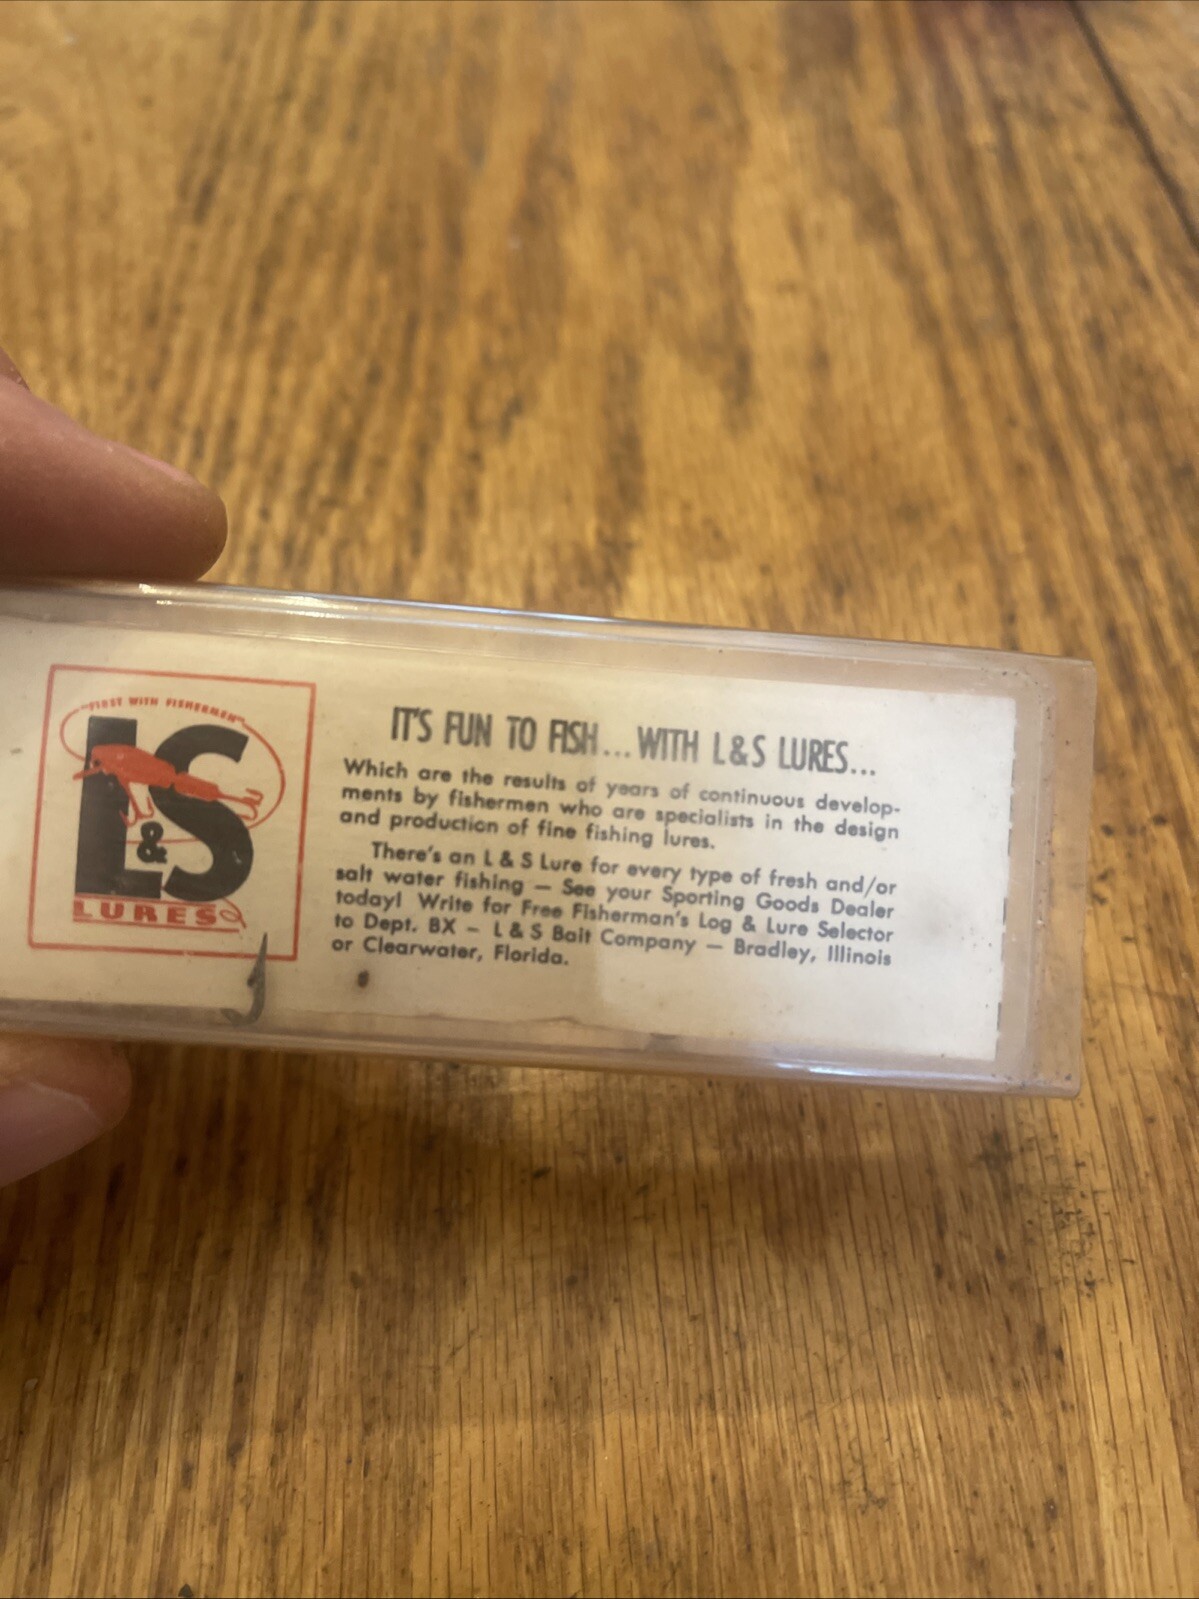 "FIRST WITH FISHERMEN"
L&S
LURES
IT'S FUN TO FISH...WITH L&S LURES...
Which are the results of years of continuous develop-
ments by fishermen who are specialists in the design
and production of fine fishing lures.
There's an L & S Lure for every type of fresh and/or
salt water fishing — See your Sporting Goods Dealer
today! Write for Free Fisherman's Log & Lure Selector
to Dept. BX – L & S Bait Company — Bradley, Illinois
or Clearwater, Florida.